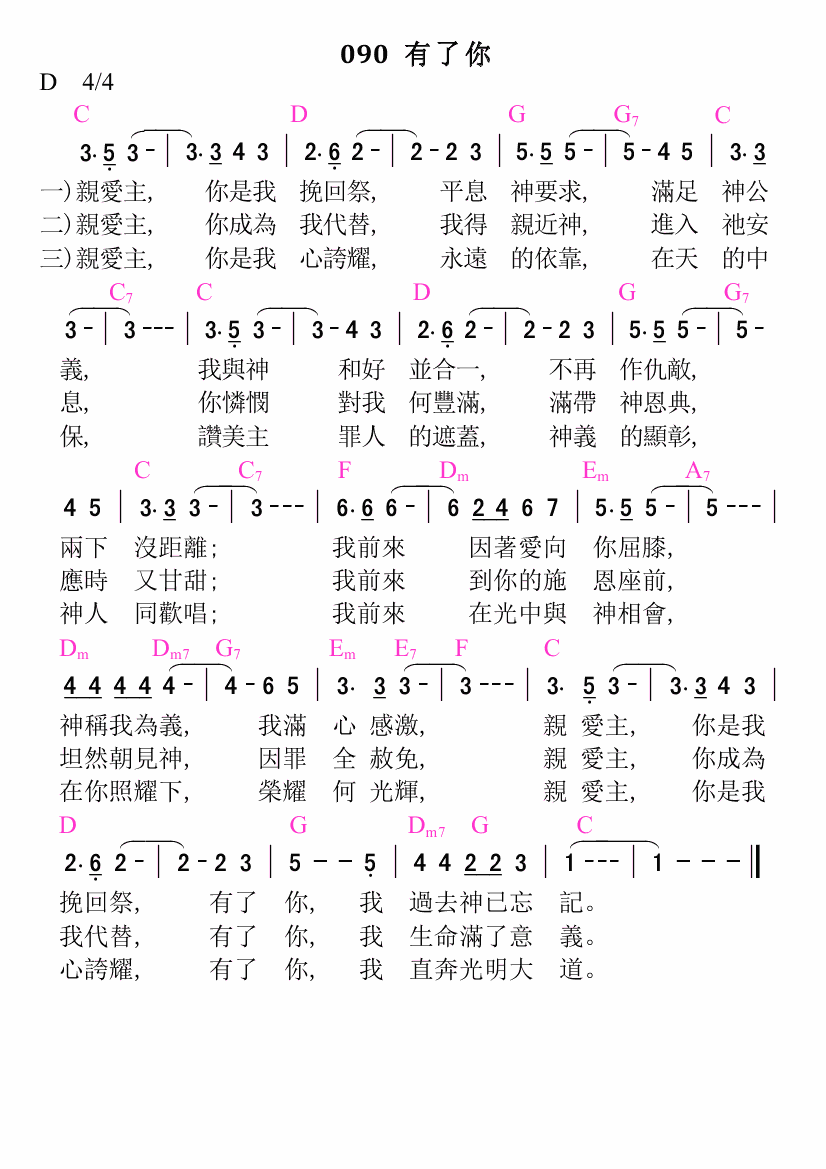 090 有了你
D 4/4
C D G G7 C
3. 5 3 - | 3. 3 4 3 | 2. 6 2 - | 2 - 2 3 | 5. 5 5 - | 5 - 4 5 | 3. 3
一)親愛主, 你是我 挽回祭, 平息 神要求, 滿足 神公
二)親愛主, 你成為 我代替, 我得 親近神, 進入 祂安
三)親愛主, 你是我 心誇耀, 永遠 的依靠, 在天 的中
C7 C D G G7
3 - | 3 - - - | 3. 5 3 - | 3 - 4 3 | 2. 6 2 - | 2 - 2 3 | 5. 5 5 - | 5 -
義, 我與神 和好 並合一, 不再 作仇敵,
息, 你憐憫 對我 何豐滿, 滿帶 神恩典,
保, 讚美主 罪人 的遮蓋, 神義 的顯彰,
C C7 F Dm Em A7
4 5 | 3. 3 3 - | 3 - - - | 6. 6 6 - | 6 2 4 6 7 | 5. 5 5 - | 5 - - - |
兩下 沒距離; 我前來 因著愛向 你屈膝,
應時 又甘甜; 我前來 到你的施 恩座前,
神人 同歡唱; 我前來 在光中與 神相會,
Dm Dm7 G7 Em E7 F C
4 4 4 4 4 - | 4 - 6 5 | 3. 3 3 - | 3 - - - | 3. 5 3 - | 3. 3 4 3 |
神稱我為義, 我滿 心 感激, 親 愛主, 你是我
坦然朝見神, 因罪 全 赦免, 親 愛主, 你成為
在你照耀下, 榮耀 何 光輝, 親 愛主, 你是我
D G Dm7 G C
2. 6 2 - | 2 - 2 3 | 5 - - 5 | 4 4 2 2 3 | 1 - - - | 1 - - - ‖
挽回祭, 有了 你, 我 過去神已忘 記。
我代替, 有了 你, 我 生命滿了意 義。
心誇耀, 有了 你, 我 直奔光明大 道。